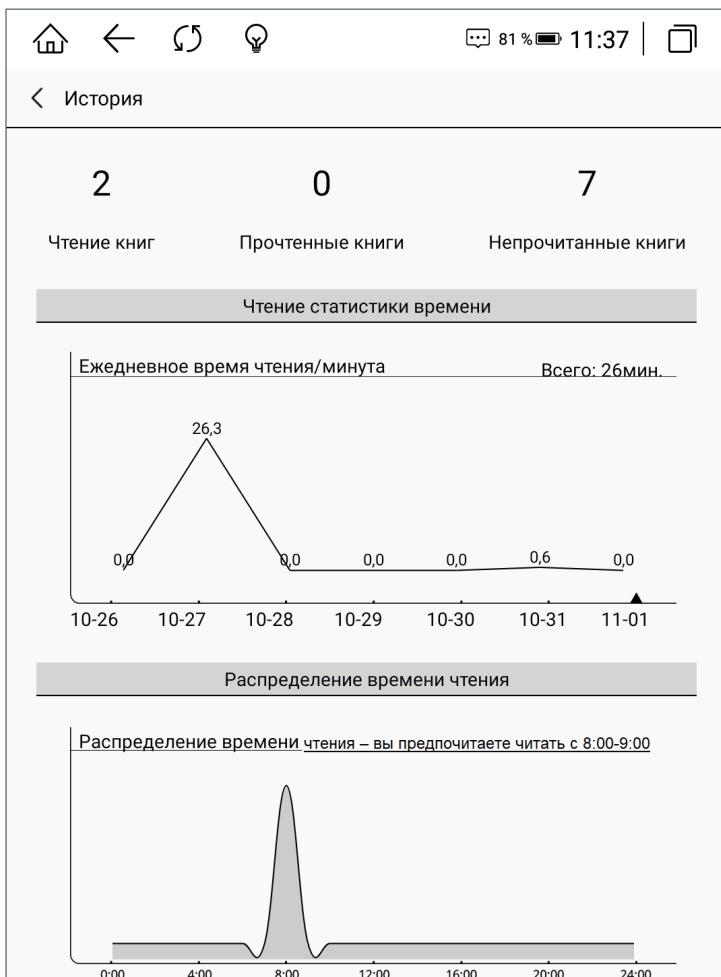 81 % 11:37
История
2 0 7
Чтение книг Прочтенные книги Непрочитанные книги
Чтение статистики времени
Ежедневное время чтения/минута Всего: 26мин.
26,3
0,0 0,0 0,0 0,0 0,6 0,0
10-26 10-27 10-28 10-29 10-30 10-31 11-01
Распределение времени чтения
Распределение времени чтения – вы предпочитаете читать с 8:00-9:00
0:00 4:00 8:00 12:00 16:00 20:00 24:00